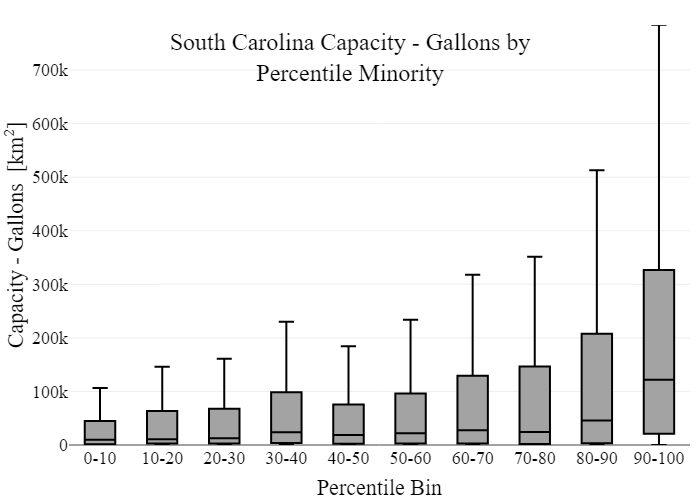 South Carolina Capacity - Gallons by
Percentile Minority
Capacity - Gallons [km²]
700k
600k
500k
400k
300k
200k
100k
0
0-10 10-20 20-30 30-40 40-50 50-60 60-70 70-80 80-90 90-100
Percentile Bin